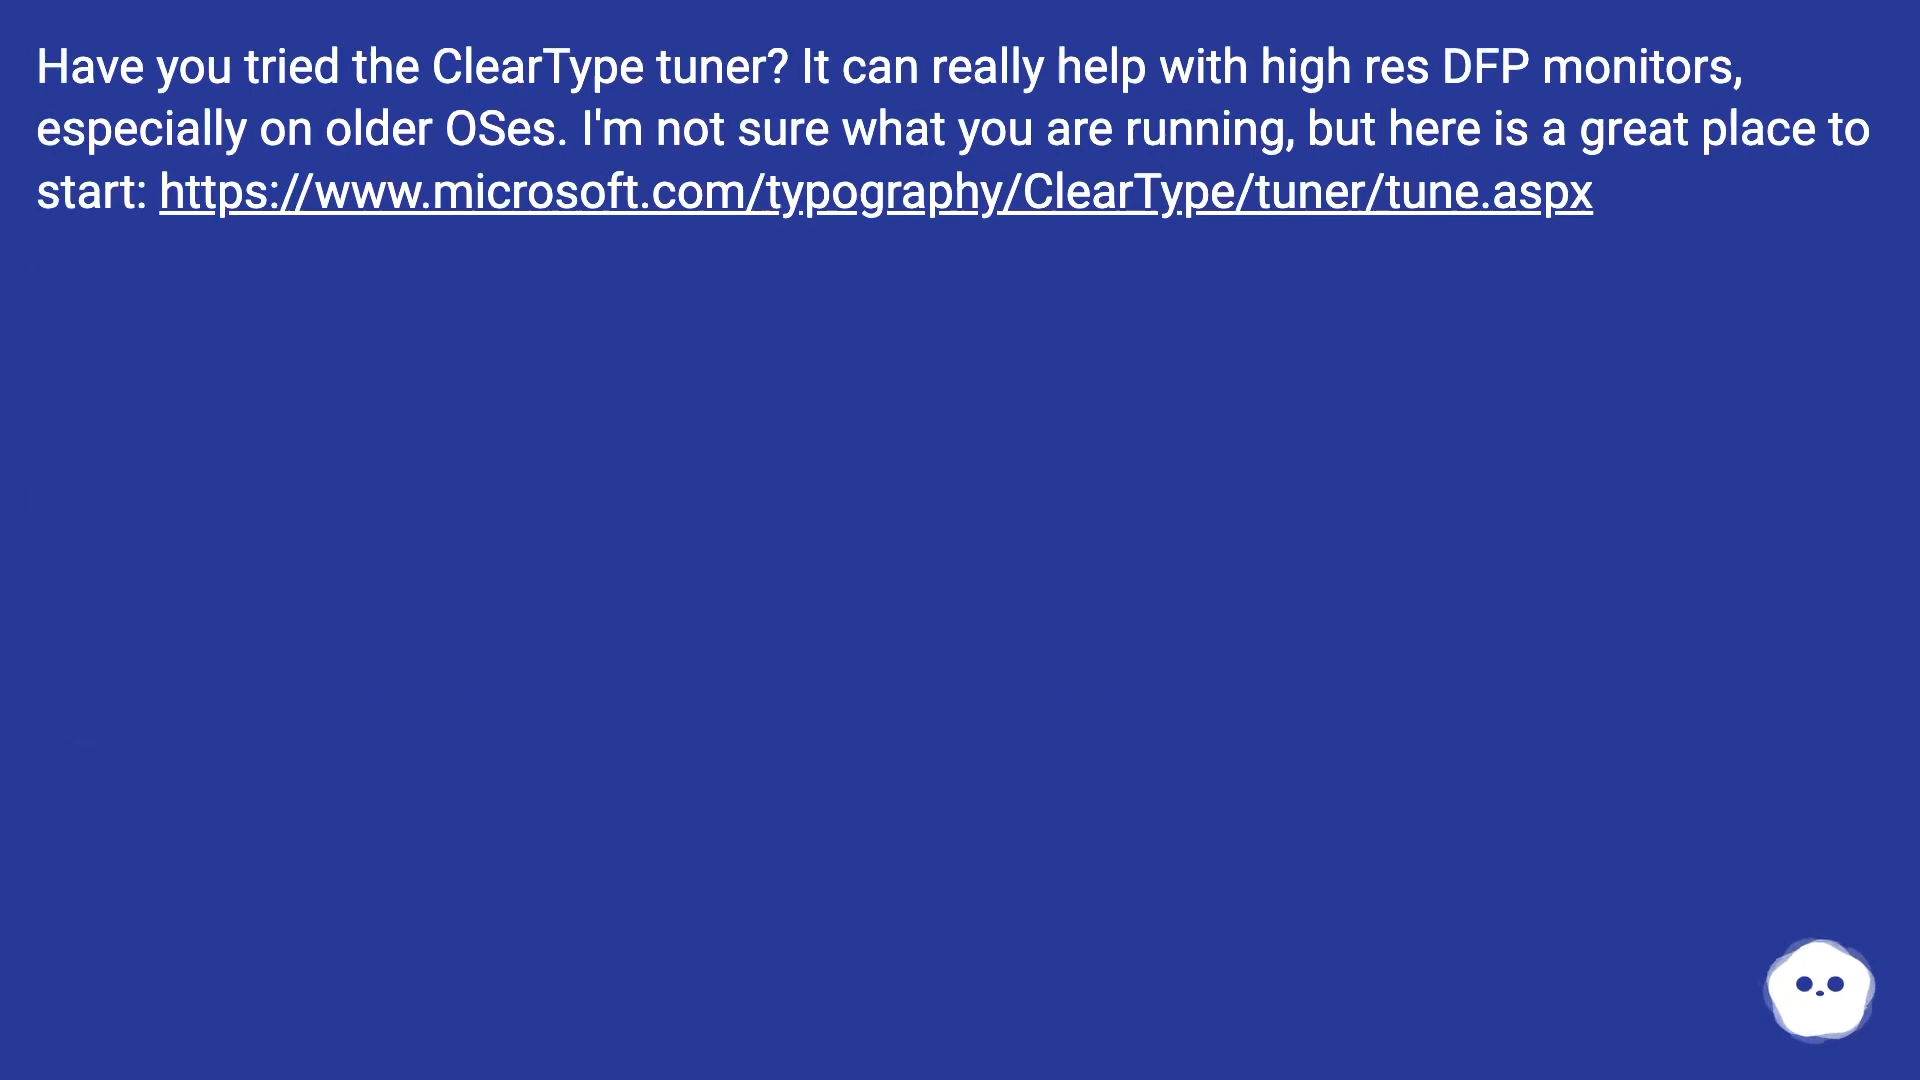 Have you tried the ClearType tuner? It can really help with high res DFP monitors,
especially on older OSes. I'm not sure what you are running, but here is a great place to
start: https://www.microsoft.com/typography/ClearType/tuner/tune.aspx